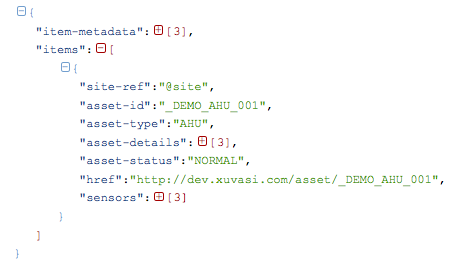 {
"item-metadata":[3],
"items":[
{
"site-ref":"@site",
"asset-id":"_DEMO_AHU_001",
"asset-type":"AHU",
"asset-details":[3],
"asset-status":"NORMAL",
"href":"http://dev.xuvasi.com/asset/_DEMO_AHU_001",
"sensors":[3]
}
]
}